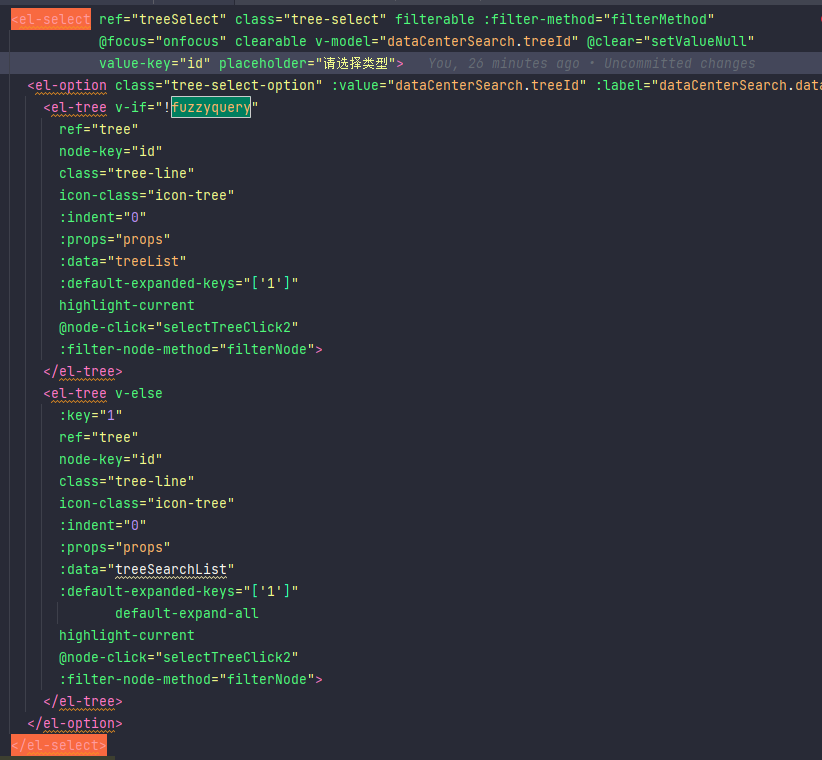 <el-select ref="treeSelect" class="tree-select" filterable :filter-method="filterMethod"
@focus="onfocus" clearable v-model="dataCenterSearch.treeId" @clear="setValueNull"
value-key="id" placeholder="请选择类型"> You, 26 minutes ago • Uncommitted changes
<el-option class="tree-select-option" :value="dataCenterSearch.treeId" :label="dataCenterSearch.data
<el-tree v-if="!fuzzyquery"
ref="tree"
node-key="id"
class="tree-line"
icon-class="icon-tree"
:indent="0"
:props="props"
:data="treeList"
:default-expanded-keys="['1']"
highlight-current
@node-click="selectTreeClick2"
:filter-node-method="filterNode">
</el-tree>
<el-tree v-else
:key="1"
ref="tree"
node-key="id"
class="tree-line"
icon-class="icon-tree"
:indent="0"
:props="props"
:data="treeSearchList"
:default-expanded-keys="['1']"
default-expand-all
highlight-current
@node-click="selectTreeClick2"
:filter-node-method="filterNode">
</el-tree>
</el-option>
</el-select>